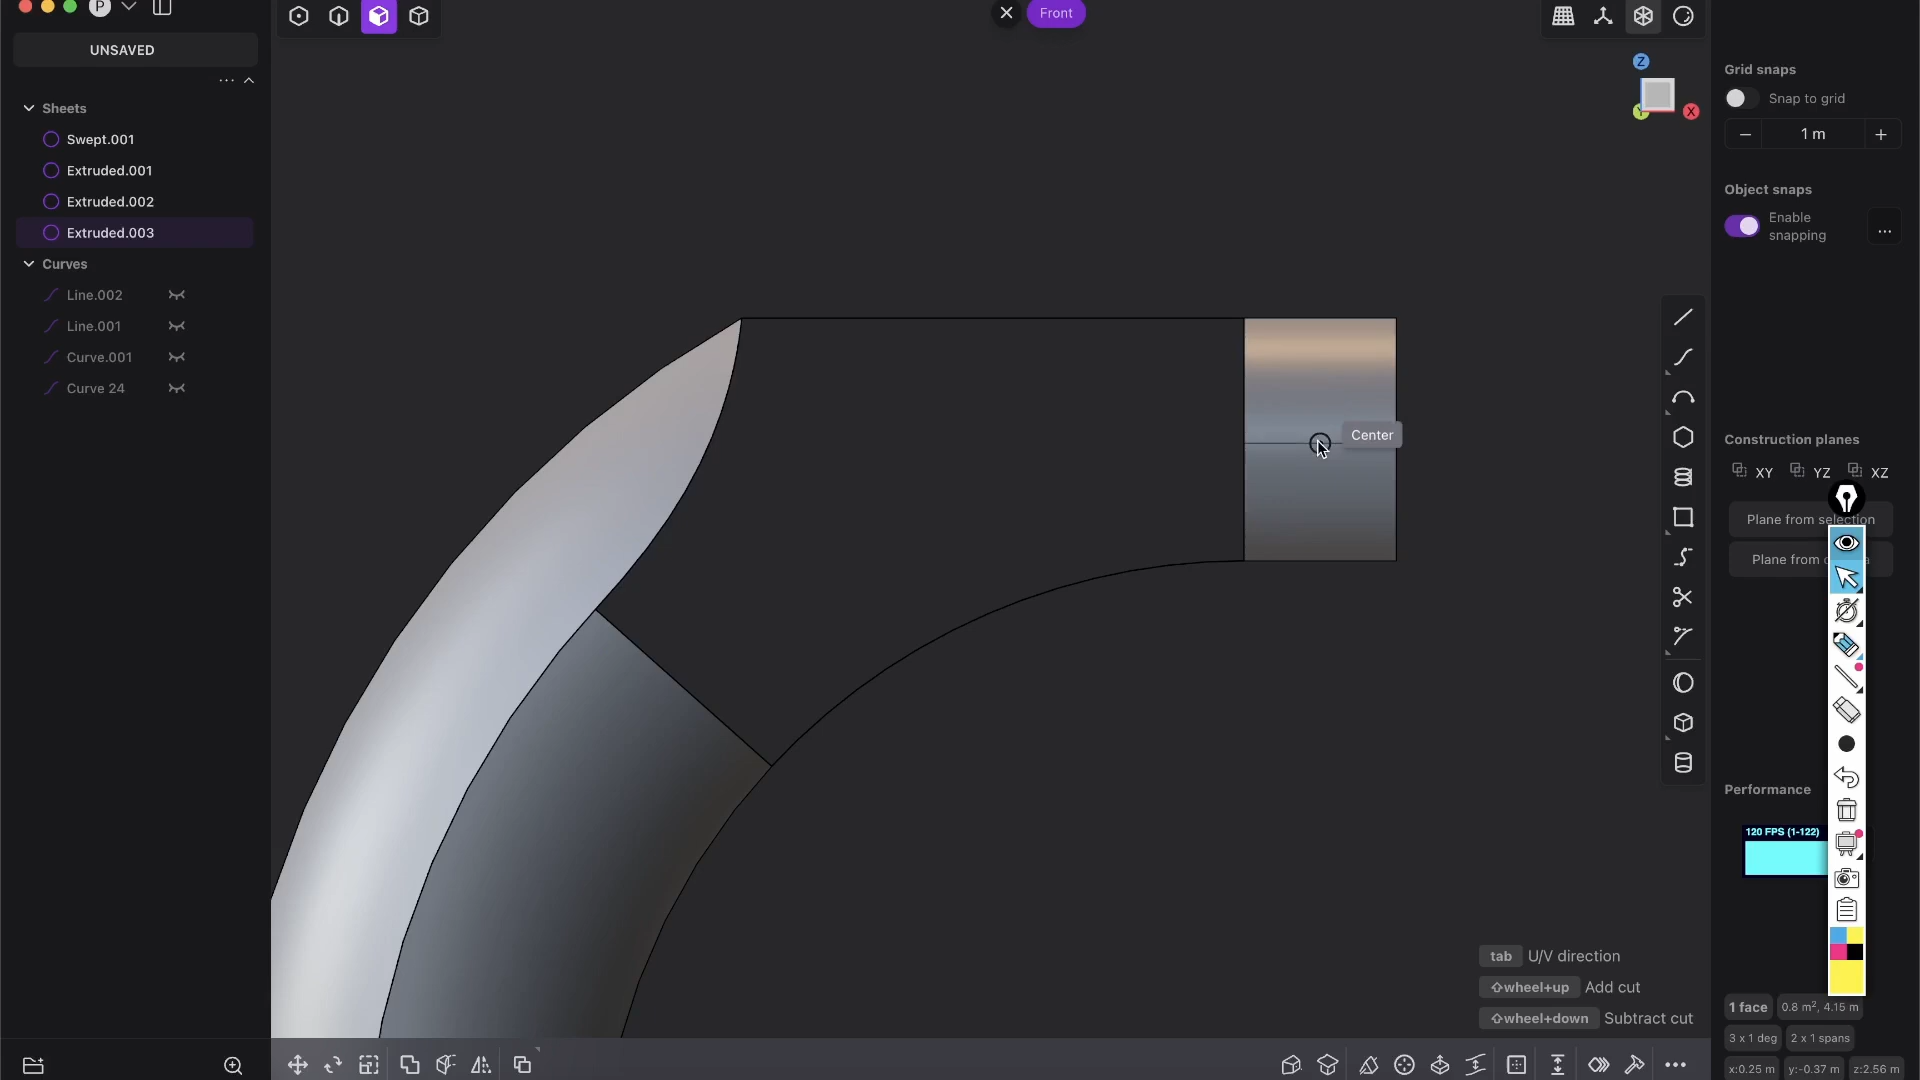 P
UNSAVED
Sheets
Swept.001
Extruded.001
Extruded.002
Extruded.003
Curves
Line.002
Line.001
Curve.001
Curve 24
Front
Z
X
Center
Grid snaps
Snap to grid
1 m
Object snaps
Enable
snapping
Construction planes
XY YZ XZ
Plane from selection
Plane from
Performance
120 FPS (1-122)
tab U/V direction
⇧wheel+up Add cut
⇧wheel+down Subtract cut
1 face 0.8 m², 4.15 m
3 x 1 deg 2 x 1 spans
x:0.25 m y:-0.37 m z:2.56 m